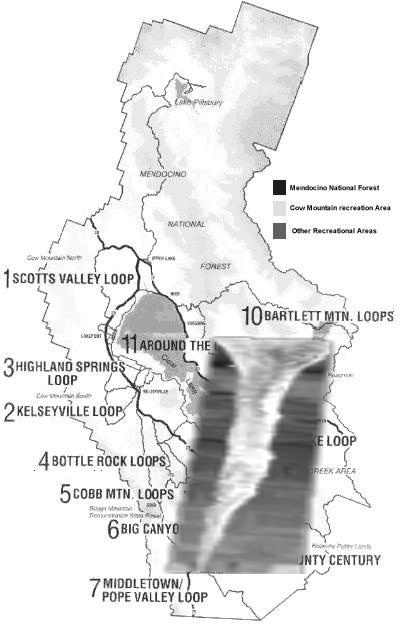 Lake Pillsbury
MENDOCINO
Mendocino National Forest
Cow Mountain recreation Area
NATIONAL
Other Recreational Areas
Cow Mountain North
UPPER LAKE
FOREST
1 SCOTTS VALLEY LOOP
NICE
10 BARTLETT MTN. LOOPS
LUCERNE
LAKEPORT
11 AROUND THE
Clear
Lake
3 HIGHLAND SPRINGS
LOOP
Cow Mountain South
KELSEYVILLE
2 KELSEYVILLE LOOP
KE LOOP
4 BOTTLE ROCK LOOPS
CREEK AREA
5 COBB MTN. LOOPS
COBB
Boggs Mountain
Demonstration State Forest
6 BIG CANYO
Knoxville Public Lands
UNTY CENTURY
7 MIDDLETOWN/
POPE VALLEY LOOP